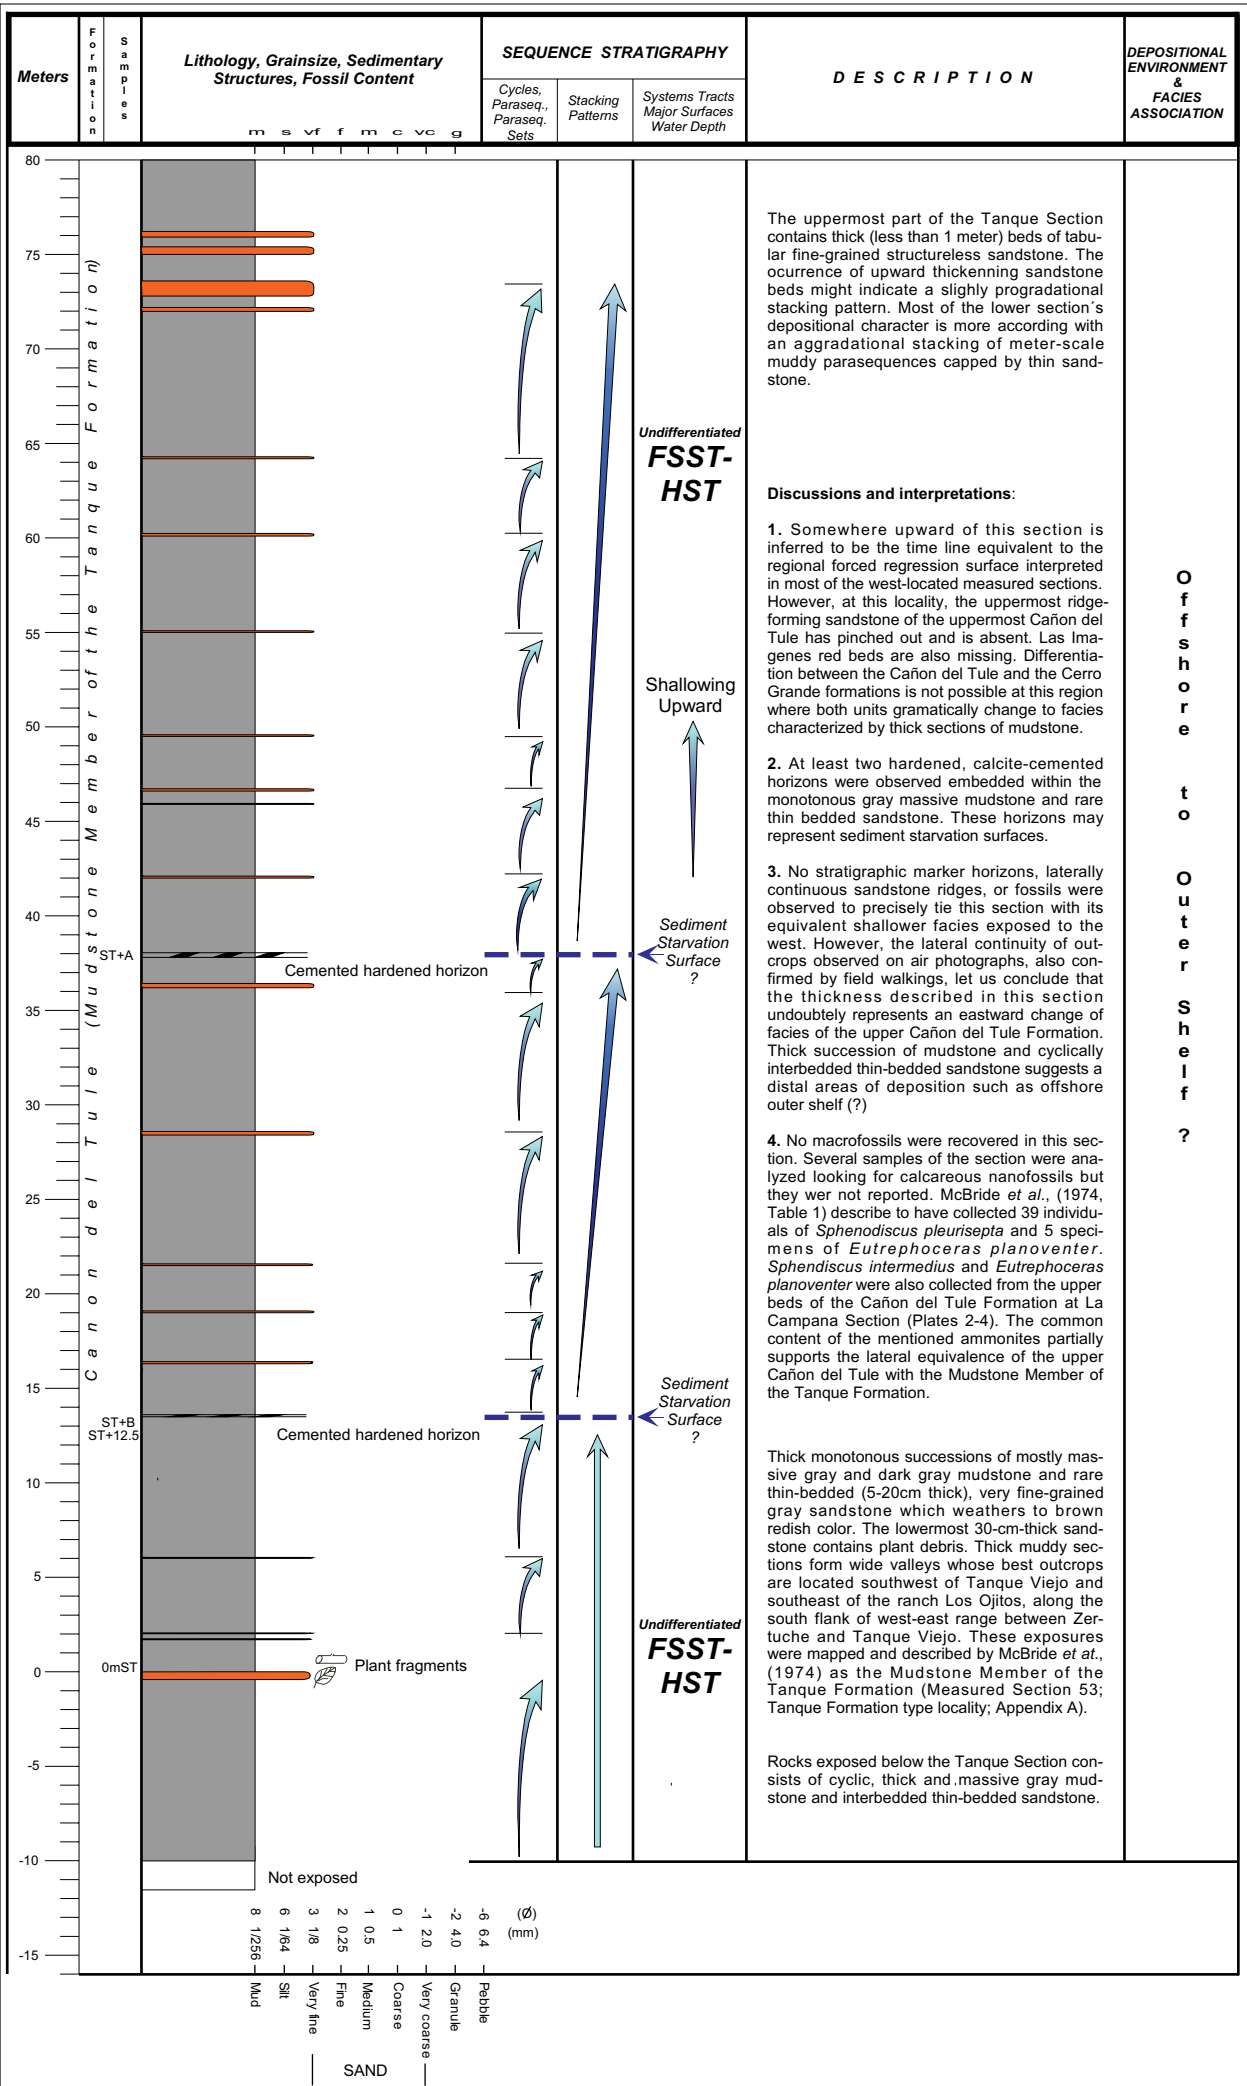 Meters
Formation
Samples
Lithology, Grainsize, Sedimentary
Structures, Fossil Content
m s vf f m c vc g
SEQUENCE STRATIGRAPHY
Cycles,
Paraseq.,
Paraseq.
Sets
Stacking
Patterns
Systems Tracts
Major Surfaces
Water Depth
DESCRIPTION
DEPOSITIONAL
ENVIRONMENT
&
FACIES
ASSOCIATION
80
75
70
65
60
55
50
45
40
35
30
25
20
15
10
5
0
-5
-10
-15
Canon del Tule (Mudstone Member of the Tanque Formation)
ST+A
ST+B
ST+12.5
0mST
Cemented hardened horizon
Cemented hardened horizon
Plant fragments
Not exposed
Undifferentiated
FSST-
HST
Shallowing
Upward
Sediment
Starvation
Surface
?
Sediment
Starvation
Surface
?
Undifferentiated
FSST-
HST
The uppermost part of the Tanque Section
contains thick (less than 1 meter) beds of tabu-
lar fine-grained structureless sandstone. The
ocurrence of upward thickenning sandstone
beds might indicate a slighly progradational
stacking pattern. Most of the lower section´s
depositional character is more according with
an aggradational stacking of meter-scale
muddy parasequences capped by thin sand-
stone.
Discussions and interpretations:
1. Somewhere upward of this section is
inferred to be the time line equivalent to the
regional forced regression surface interpreted
in most of the west-located measured sections.
However, at this locality, the uppermost ridge-
forming sandstone of the uppermost Cañon del
Tule has pinched out and is absent. Las Ima-
genes red beds are also missing. Differentia-
tion between the Cañon del Tule and the Cerro
Grande formations is not possible at this region
where both units gramatically change to facies
characterized by thick sections of mudstone.
2. At least two hardened, calcite-cemented
horizons were observed embedded within the
monotonous gray massive mudstone and rare
thin bedded sandstone. These horizons may
represent sediment starvation surfaces.
3. No stratigraphic marker horizons, laterally
continuous sandstone ridges, or fossils were
observed to precisely tie this section with its
equivalent shallower facies exposed to the
west. However, the lateral continuity of out-
crops observed on air photographs, also con-
firmed by field walkings, let us conclude that
the thickness described in this section
undoubtely represents an eastward change of
facies of the upper Cañon del Tule Formation.
Thick succession of mudstone and cyclically
interbedded thin-bedded sandstone suggests a
distal areas of deposition such as offshore
outer shelf (?)
4. No macrofossils were recovered in this sec-
tion. Several samples of the section were ana-
lyzed looking for calcareous nanofossils but
they wer not reported. McBride et al., (1974,
Table 1) describe to have collected 39 individu-
als of Sphenodiscus pleurisepta and 5 speci-
mens of Eutrephoceras planoventer.
Sphendiscus intermedius and Eutrephoceras
planoventer were also collected from the upper
beds of the Cañon del Tule Formation at La
Campana Section (Plates 2-4). The common
content of the mentioned ammonites partially
supports the lateral equivalence of the upper
Cañon del Tule with the Mudstone Member of
the Tanque Formation.
Thick monotonous successions of mostly mas-
sive gray and dark gray mudstone and rare
thin-bedded (5-20cm thick), very fine-grained
gray sandstone which weathers to brown
redish color. The lowermost 30-cm-thick sand-
stone contains plant debris. Thick muddy sec-
tions form wide valleys whose best outcrops
are located southwest of Tanque Viejo and
southeast of the ranch Los Ojitos, along the
south flank of west-east range between Zer-
tuche and Tanque Viejo. These exposures
were mapped and described by McBride et at.,
(1974) as the Mudstone Member of the
Tanque Formation (Measured Section 53;
Tanque Formation type locality; Appendix A).
Rocks exposed below the Tanque Section con-
sists of cyclic, thick and massive gray mud-
stone and interbedded thin-bedded sandstone.
Offshore to Outer Shelf ?
8 6 3 2 1 0 -1 -2 -6 (Ø)
1/256 1/64 1/8 0.25 0.5 1 2.0 4.0 6.4 (mm)
Mud
Silt
Very fine
Fine
Medium
Coarse
Very coarse
Granule
Pebble
SAND